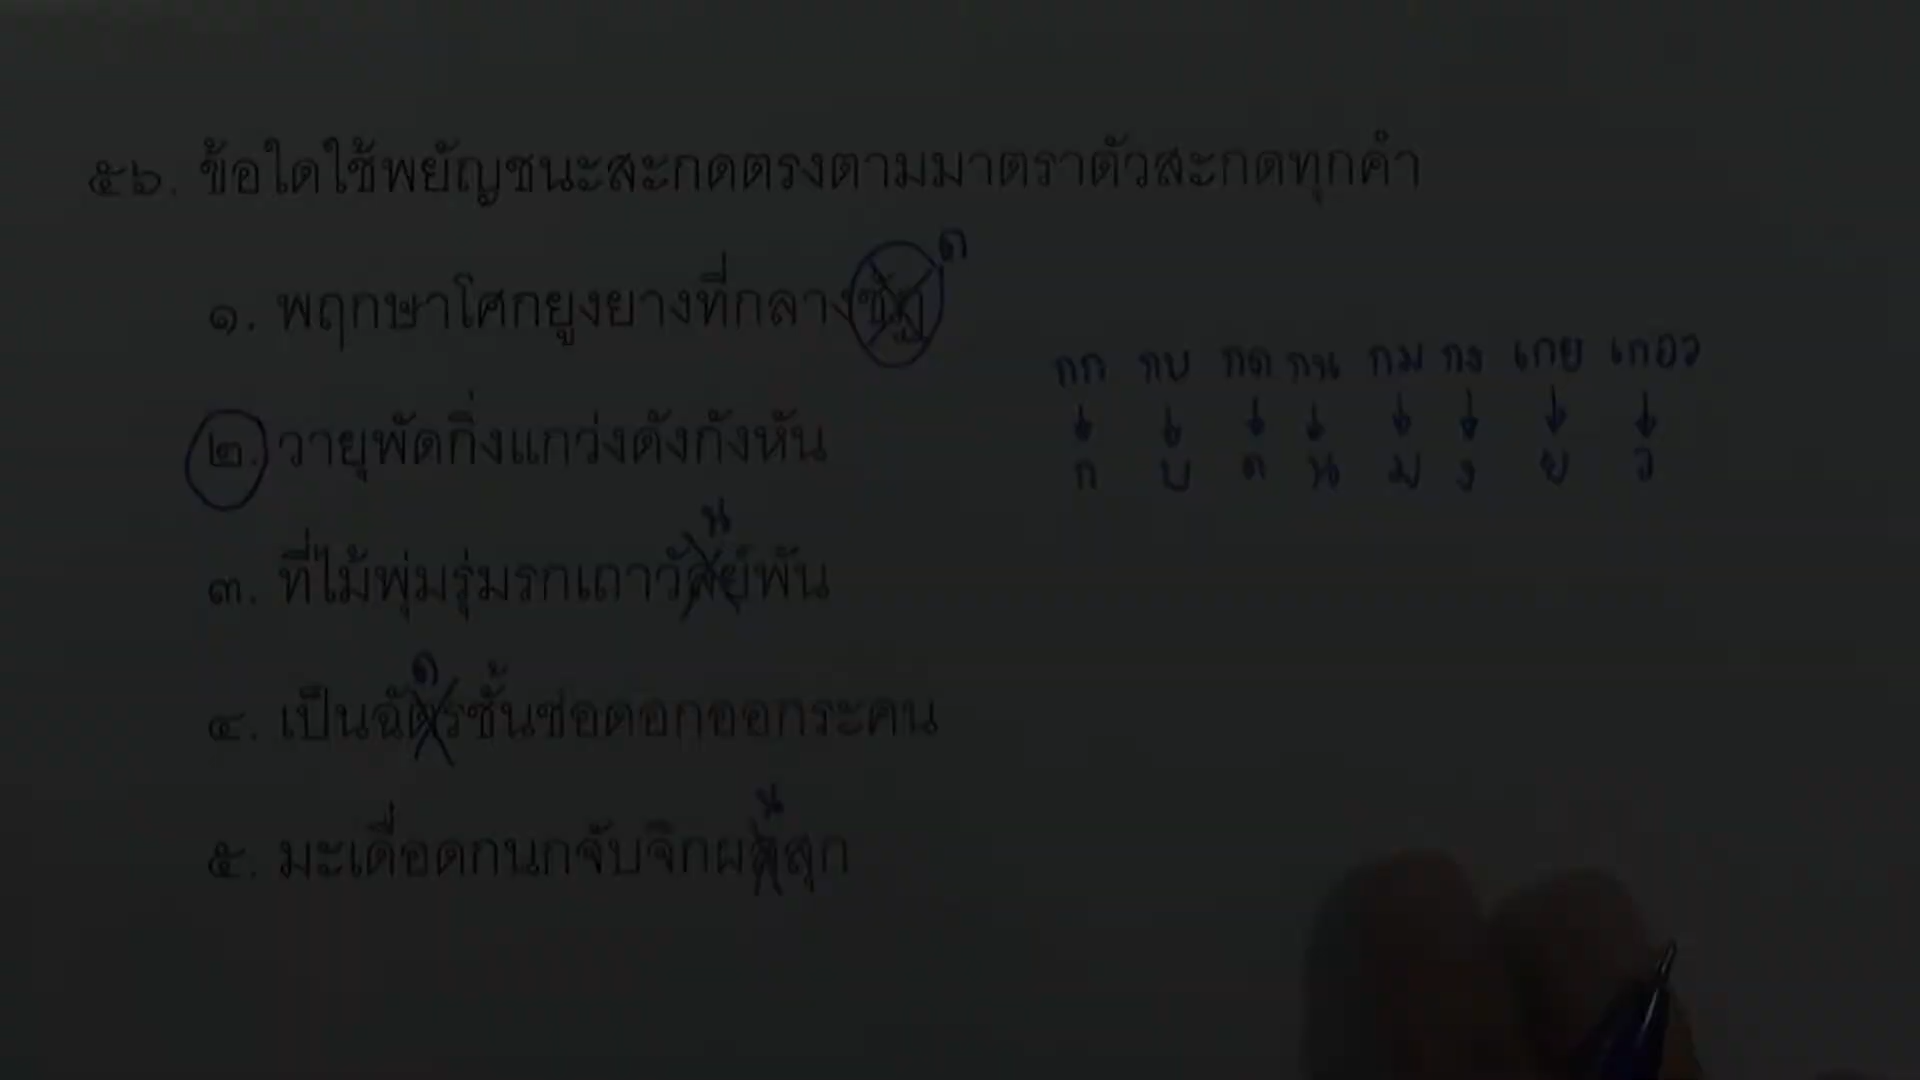 ๕๖. ข้อใดใช้พยัญชนะสะกดตรงตามมาตราตัวสะกดทุกคำ
ด
๑. พฤกษาโศกยูงยางที่กลางชัฏ
กก กบ กด กน กม กง เกย เกอว
↓ ↓ ↓ ↓ ↓ ↓ ↓ ↓
ก บ ด น ม ง ย ว
๒. วายุพัดกิ่งแกว่งดังกังหัน
น
๓. ที่ไม้พุ่มรุ่มรกเถาวัลย์พัน
ด
๔. เป็นฉัตรชั้นช่อดอกออกระคน
น
๕. มะเดื่อดกนกจับจิกผลสุก